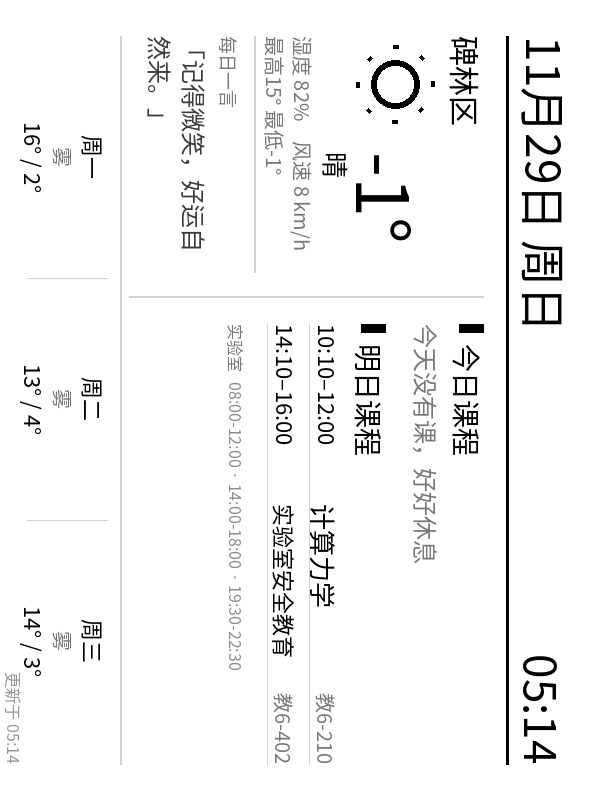 11月29日 周日
05:14
碑林区
-1°
晴
湿度 82% 风速 8 km/h
最高15° 最低-1°
每日一言
「记得微笑，好运自
然来。」
今日课程
今天没有课，好好休息
明日课程
10:10–12:00 计算力学 教6-210
14:10–16:00 实验室安全教育 教6-402
实验室 08:00-12:00 · 14:00-18:00 · 19:30-22:30
周一
雾
16° / 2°
周二
雾
13° / 4°
周三
雾
14° / 3°
更新于 05:14